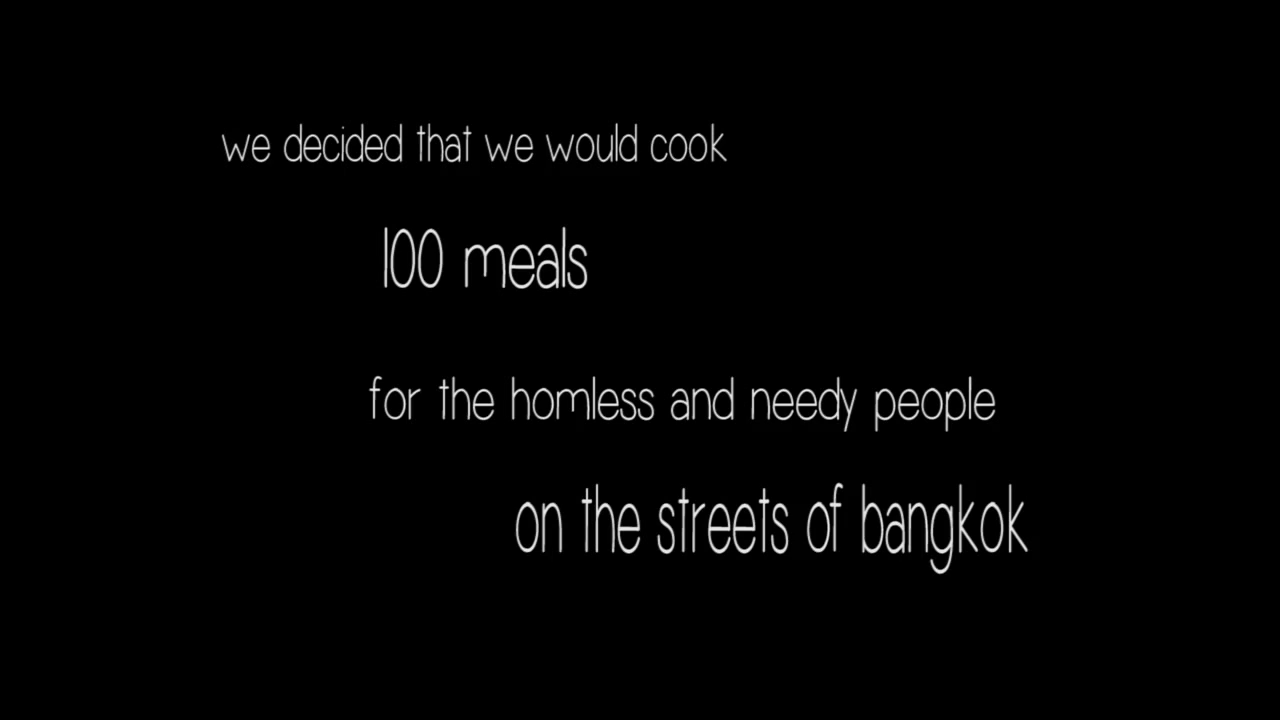 we decided that we would cook
100 meals
for the homless and needy people
on the streets of bangkok